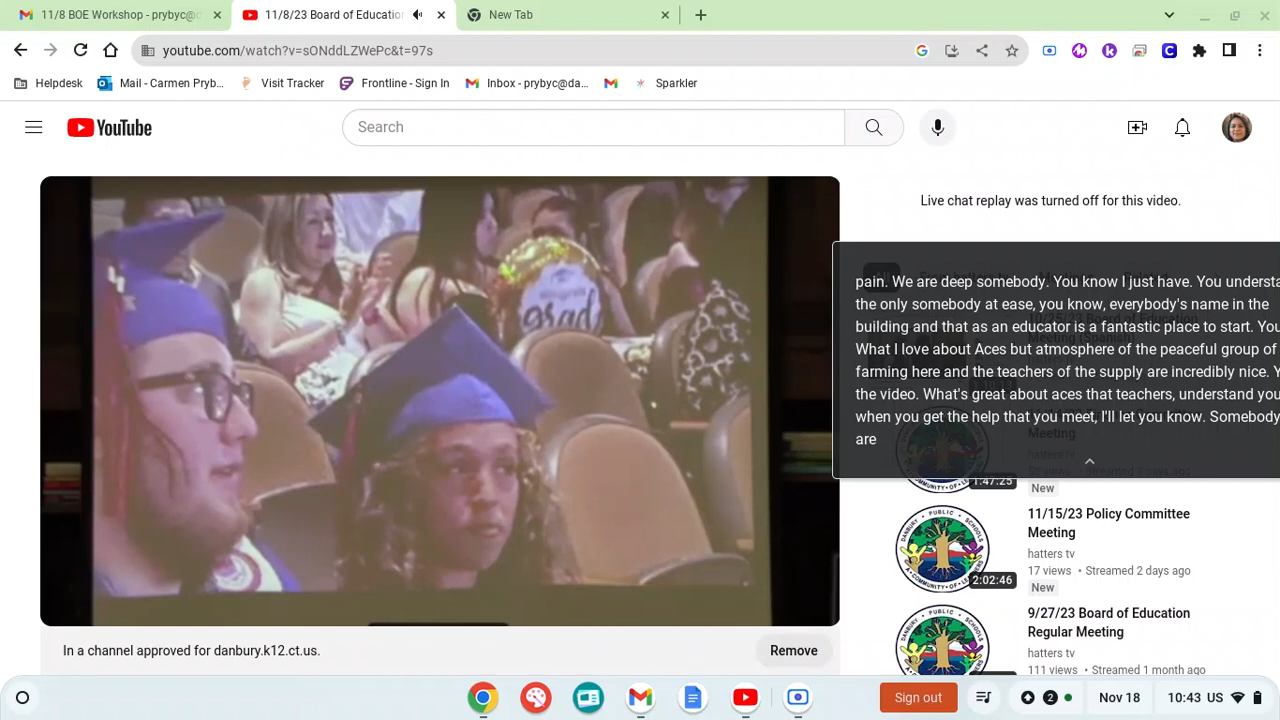 11/8 BOE Workshop - prybyc@d
11/8/23 Board of Education
New Tab
youtube.com/watch?v=sONddLZWePc&t=97s
Helpdesk
Mail - Carmen Pryb...
Visit Tracker
Frontline - Sign In
Inbox - prybyc@da...
Sparkler
YouTube
Search
Live chat replay was turned off for this video.
grad
pain. We are deep somebody. You know I just have. You understa
the only somebody at ease, you know, everybody's name in the
building and that as an educator is a fantastic place to start. You
What I love about Aces but atmosphere of the peaceful group of
farming here and the teachers of the supply are incredibly nice. Y
the video. What's great about aces that teachers, understand you
when you get the help that you meet, I'll let you know. Somebody
are
Meeting
hatters tv
1:47:25
New
11/15/23 Policy Committee
Meeting
hatters tv
17 views • Streamed 2 days ago
2:02:46
New
9/27/23 Board of Education
Regular Meeting
hatters tv
111 views • Streamed 1 month ago
In a channel approved for danbury.k12.ct.us.
Remove
Sign out
2
Nov 18
10:43 US